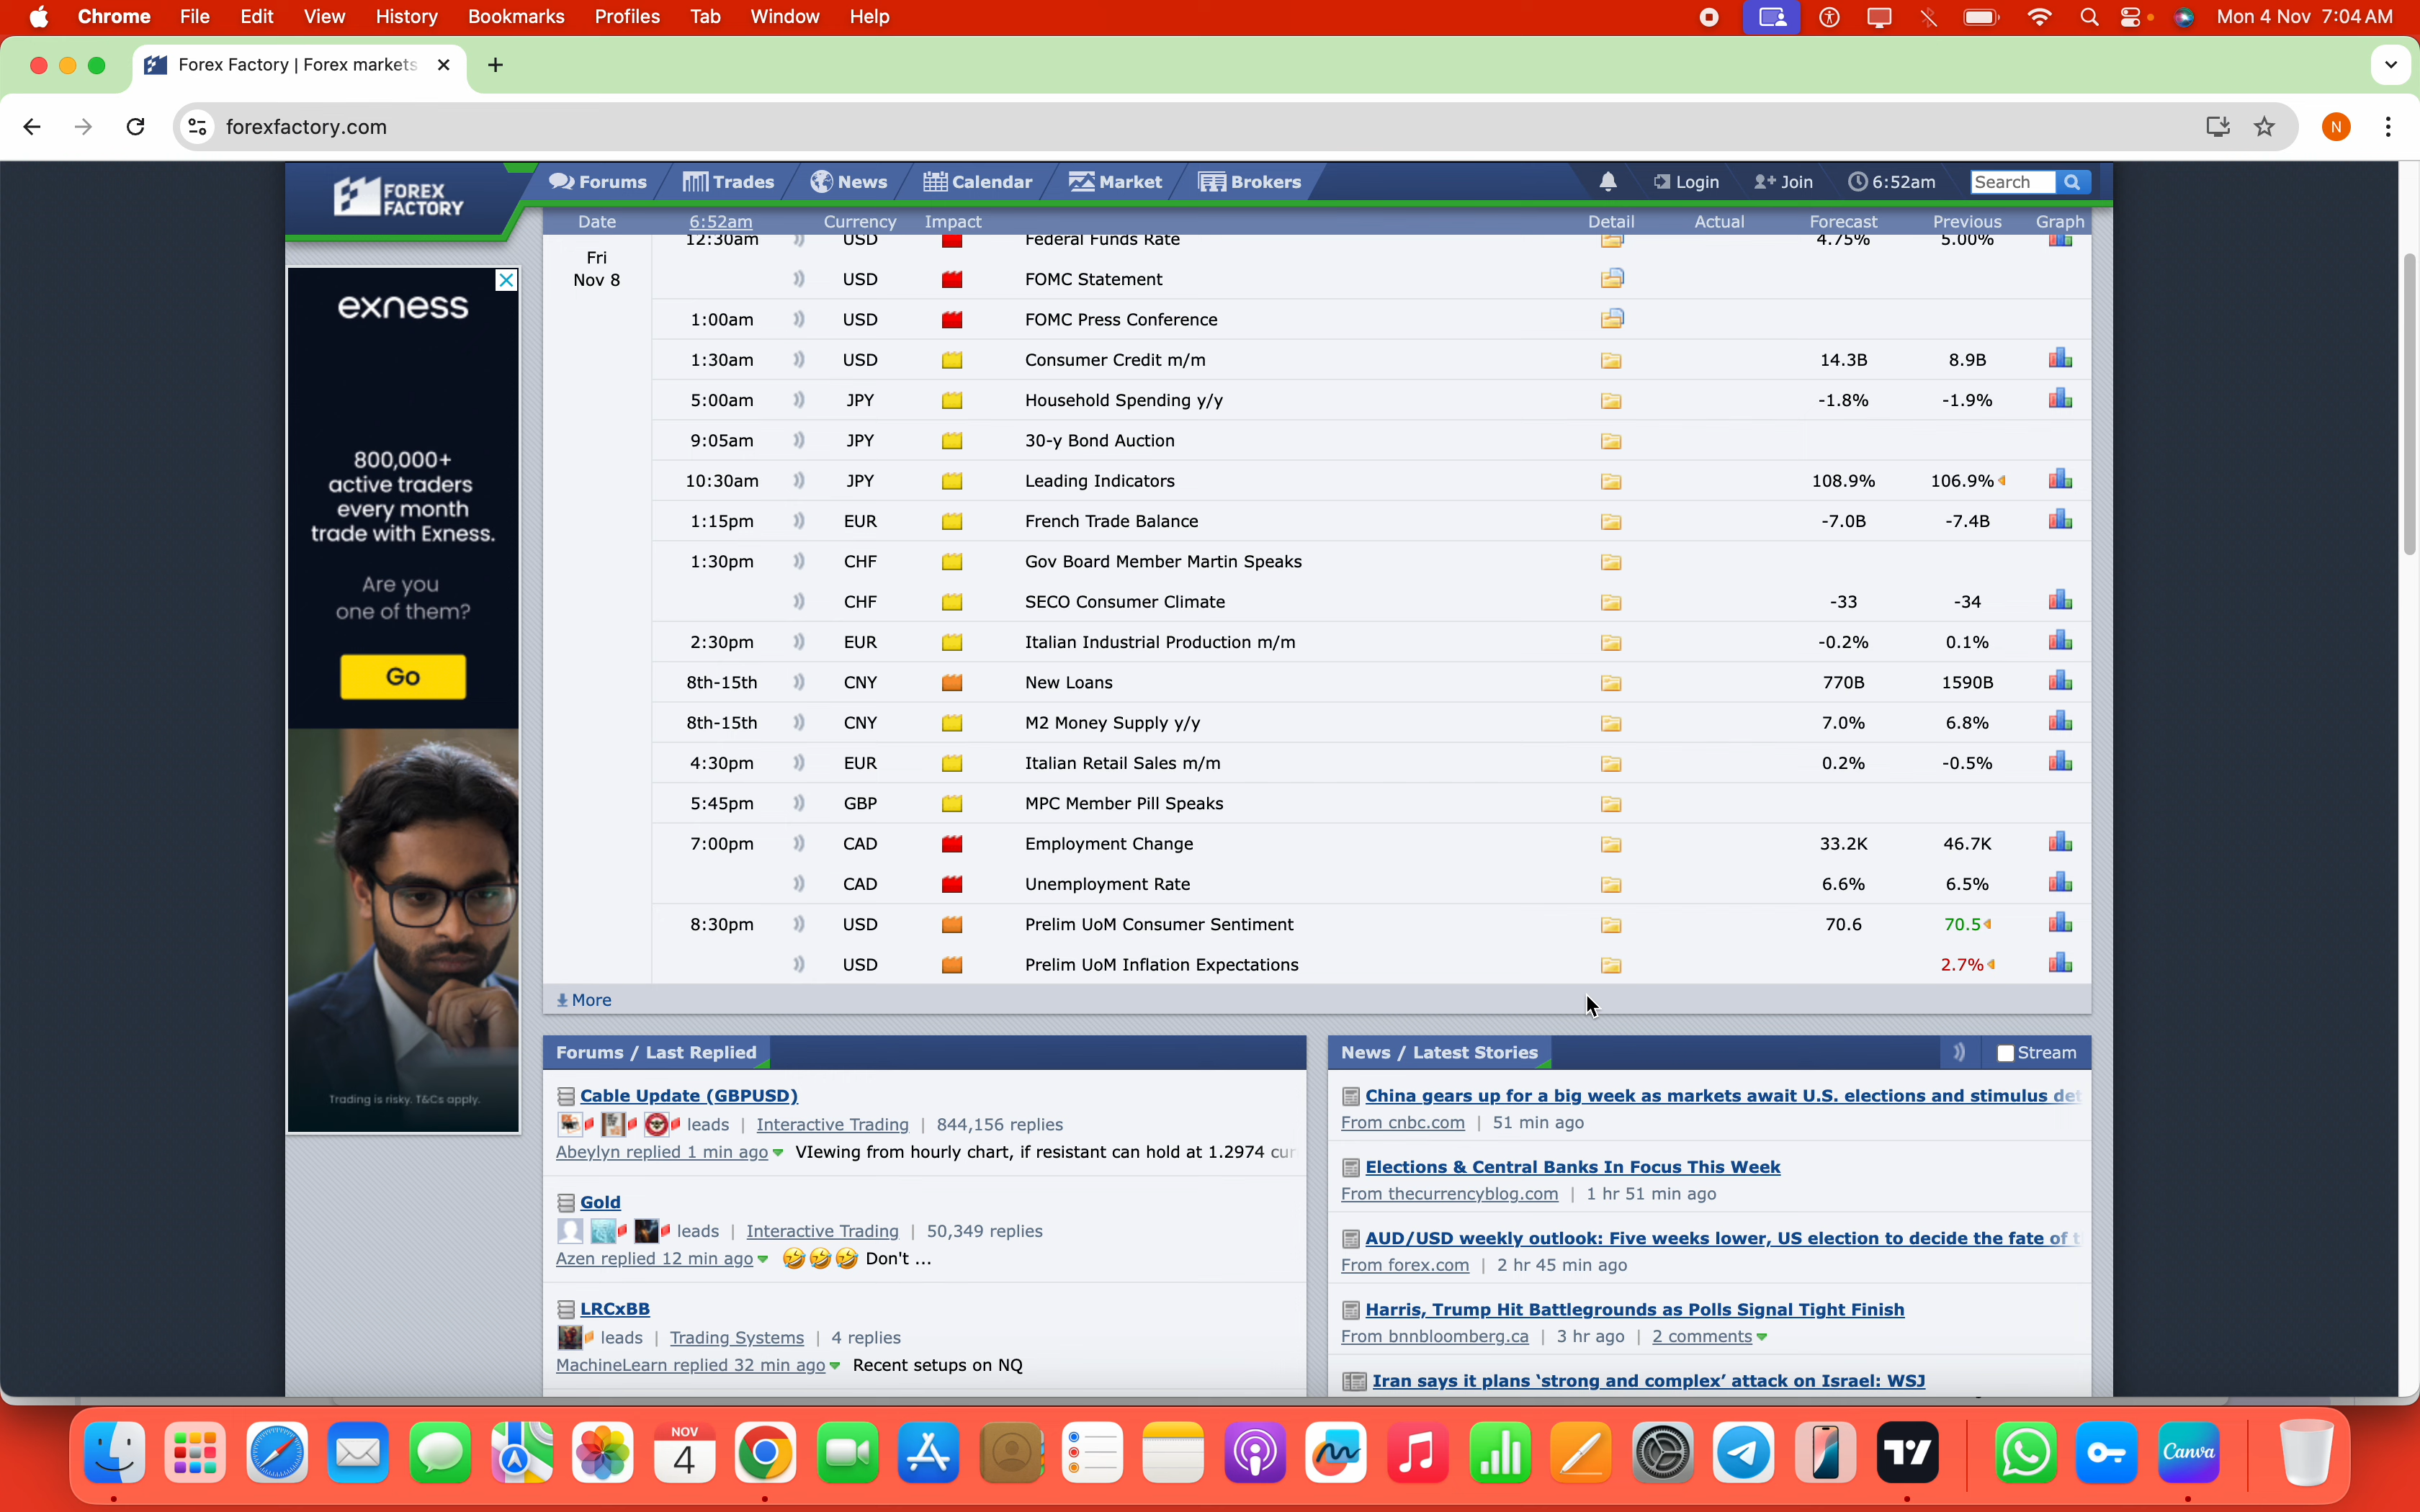 Chrome File Edit View History Bookmarks Profiles Tab Window Help Mon 4 Nov 7:04 AM
Forex Factory | Forex markets
forexfactory.com N
FOREX FACTORY Forums Trades News Calendar Market Brokers Login Join 6:52am Search
Date 6:52am Currency Impact Detail Actual Forecast Previous Graph
Fri Nov 8
12:30am USD Federal Funds Rate 4.75% 5.00%
USD FOMC Statement
1:00am USD FOMC Press Conference
1:30am USD Consumer Credit m/m 14.3B 8.9B
5:00am JPY Household Spending y/y -1.8% -1.9%
9:05am JPY 30-y Bond Auction
10:30am JPY Leading Indicators 108.9% 106.9%
1:15pm EUR French Trade Balance -7.0B -7.4B
1:30pm CHF Gov Board Member Martin Speaks
CHF SECO Consumer Climate -33 -34
2:30pm EUR Italian Industrial Production m/m -0.2% 0.1%
8th-15th CNY New Loans 770B 1590B
8th-15th CNY M2 Money Supply y/y 7.0% 6.8%
4:30pm EUR Italian Retail Sales m/m 0.2% -0.5%
5:45pm GBP MPC Member Pill Speaks
7:00pm CAD Employment Change 33.2K 46.7K
CAD Unemployment Rate 6.6% 6.5%
8:30pm USD Prelim UoM Consumer Sentiment 70.6 70.5
USD Prelim UoM Inflation Expectations 2.7%
More
exness
800,000+
active traders
every month
trade with Exness.
Are you
one of them?
Go
Trading is risky. T&Cs apply.
Forums / Last Replied
Cable Update (GBPUSD)
leads | Interactive Trading | 844,156 replies
Abeylyn replied 1 min ago VIewing from hourly chart, if resistant can hold at 1.2974 cur
Gold
leads | Interactive Trading | 50,349 replies
Azen replied 12 min ago 🤣🤣🤣 Don't ...
LRCxBB
leads | Trading Systems | 4 replies
MachineLearn replied 32 min ago Recent setups on NQ
News / Latest Stories Stream
China gears up for a big week as markets await U.S. elections and stimulus det
From cnbc.com | 51 min ago
Elections & Central Banks In Focus This Week
From thecurrencyblog.com | 1 hr 51 min ago
AUD/USD weekly outlook: Five weeks lower, US election to decide the fate of t
From forex.com | 2 hr 45 min ago
Harris, Trump Hit Battlegrounds as Polls Signal Tight Finish
From bnnbloomberg.ca | 3 hr ago | 2 comments
Iran says it plans ‘strong and complex’ attack on Israel: WSJ
NOV
4
Canva